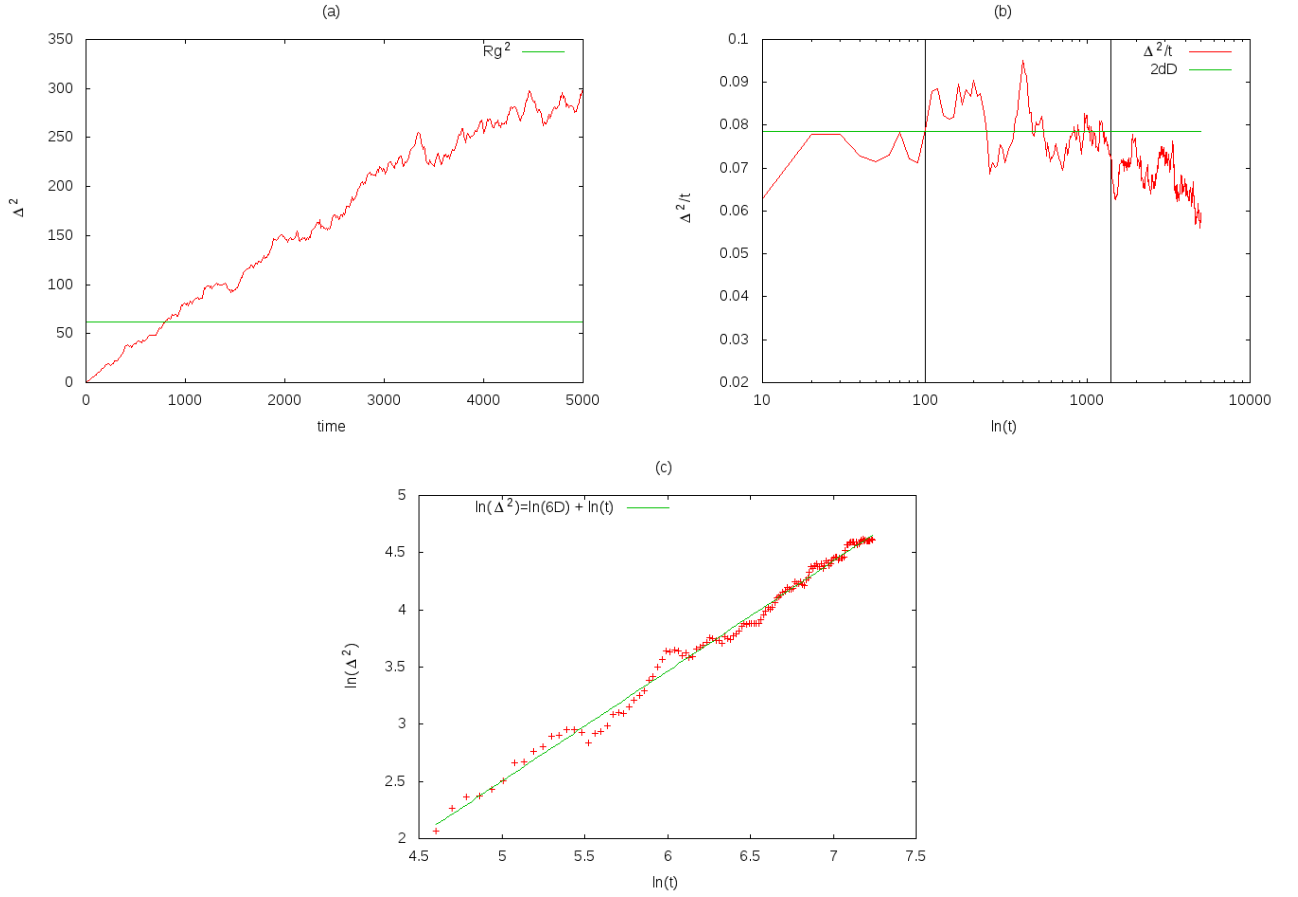 (a)
350
300
250
200
150
100
50
0
Δ²
Rg²
0 1000 2000 3000 4000 5000
time
(b)
0.1
0.09
0.08
0.07
0.06
0.05
0.04
0.03
0.02
Δ²/t
Δ²/t
2dD
10 100 1000 10000
ln(t)
(c)
5
4.5
4
3.5
3
2.5
2
ln(Δ²)
ln(Δ²)=ln(6D) + ln(t)
4.5 5 5.5 6 6.5 7 7.5
ln(t)